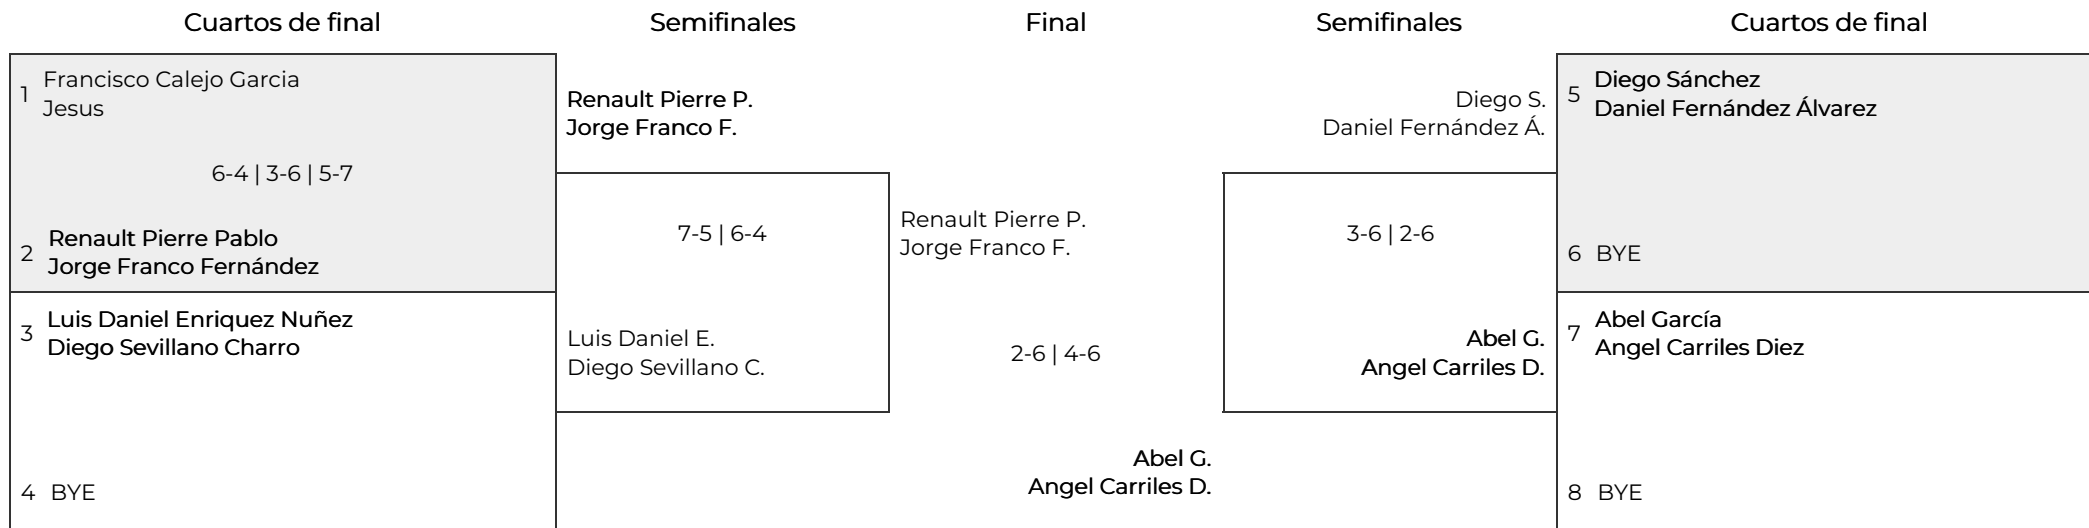 Cuartos de final
Semifinales
Final
Semifinales
Cuartos de final
1
Francisco Calejo Garcia
Jesus
6-4 | 3-6 | 5-7
2
Renault Pierre Pablo
Jorge Franco Fernández
3
Luis Daniel Enriquez Nuñez
Diego Sevillano Charro
4 BYE
Renault Pierre P.
Jorge Franco F.
7-5 | 6-4
Luis Daniel E.
Diego Sevillano C.
Renault Pierre P.
Jorge Franco F.
2-6 | 4-6
Abel G.
Angel Carriles D.
Diego S.
Daniel Fernández Á.
3-6 | 2-6
Abel G.
Angel Carriles D.
5
Diego Sánchez
Daniel Fernández Álvarez
6 BYE
7
Abel García
Angel Carriles Diez
8 BYE